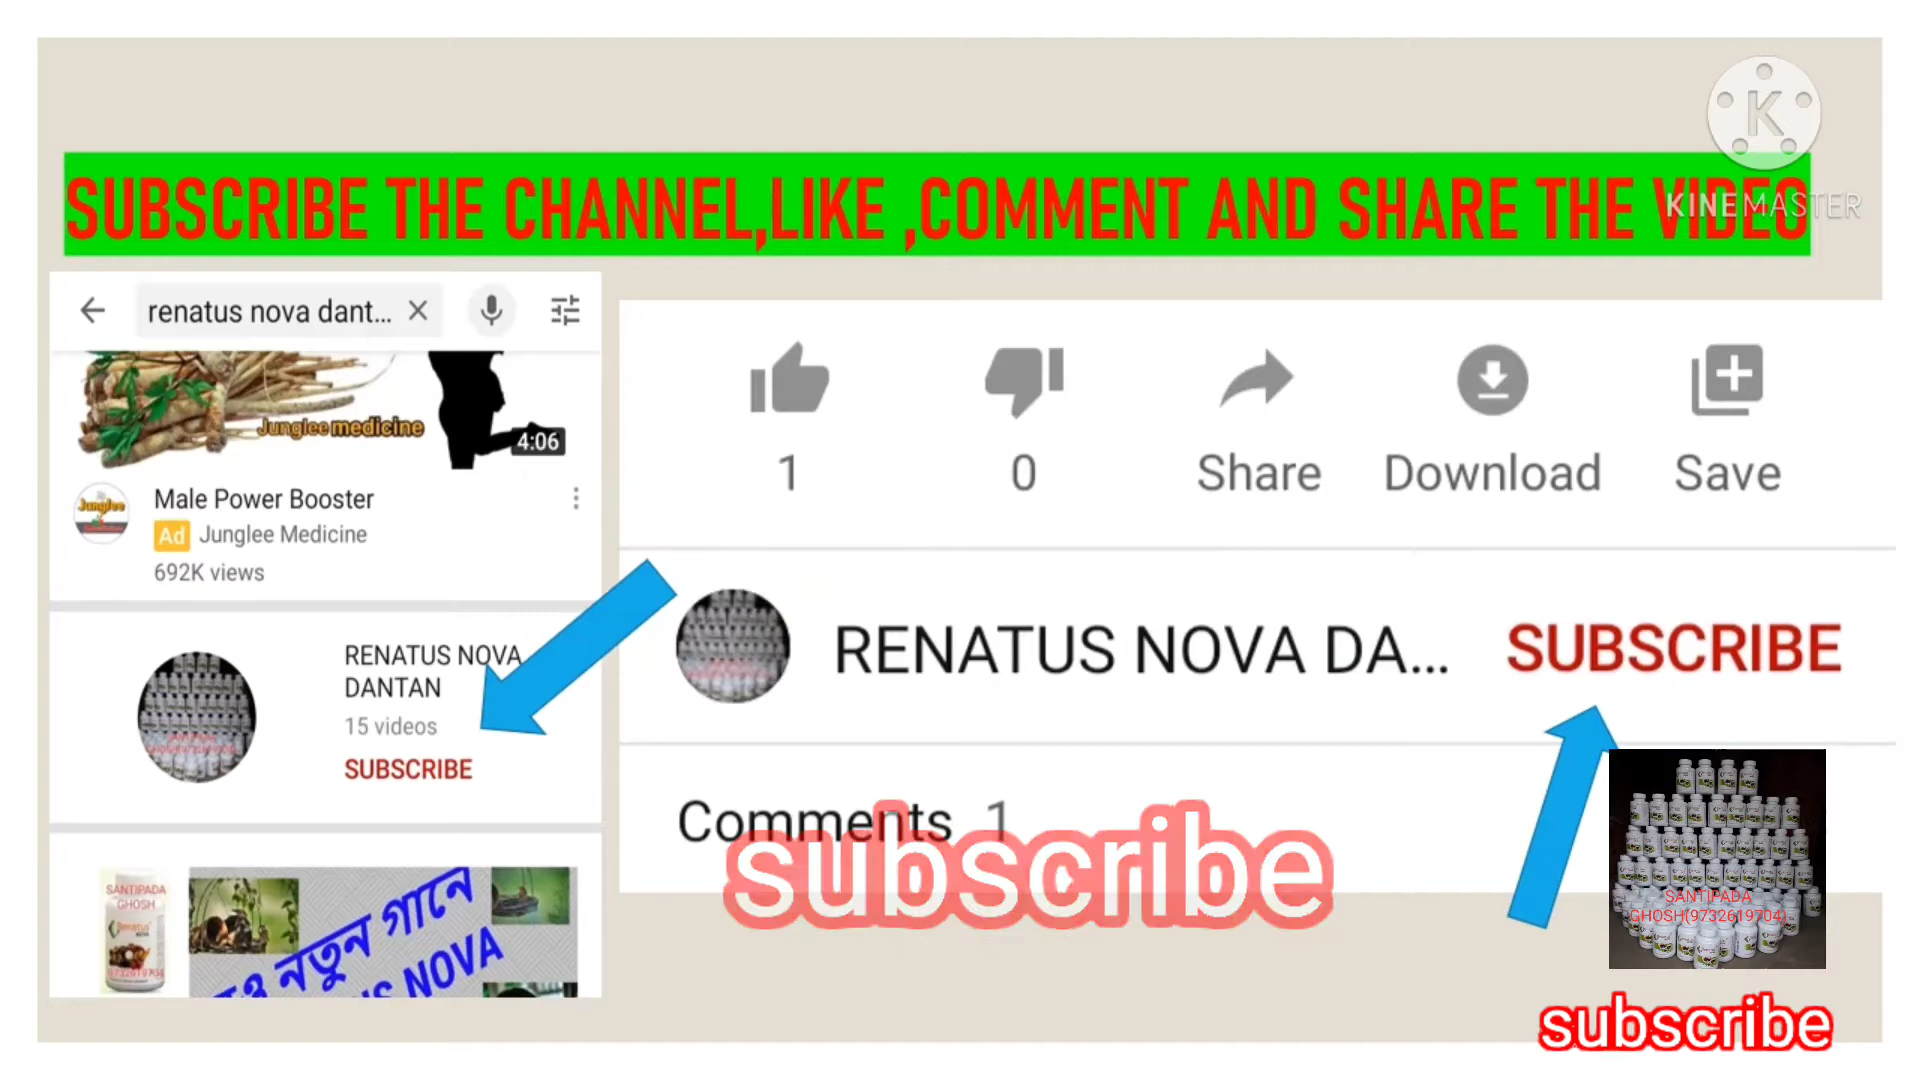 K
KINEMASTER
SUBSCRIBE THE CHANNEL,LIKE ,COMMENT AND SHARE THE VIDEO
renatus nova dant...
Junglee medicine
4:06
Junglee
Male Power Booster
Ad Junglee Medicine
692K views
RENATUS NOVA
DANTAN
15 videos
SUBSCRIBE
SANTIPADA
GHOSH
নতুন গানে
NOVA
1
0
Share
Download
Save
RENATUS NOVA DA...
SUBSCRIBE
Comments 1
subscribe
SANTIPADA
GHOSH(9732619704)
subscribe